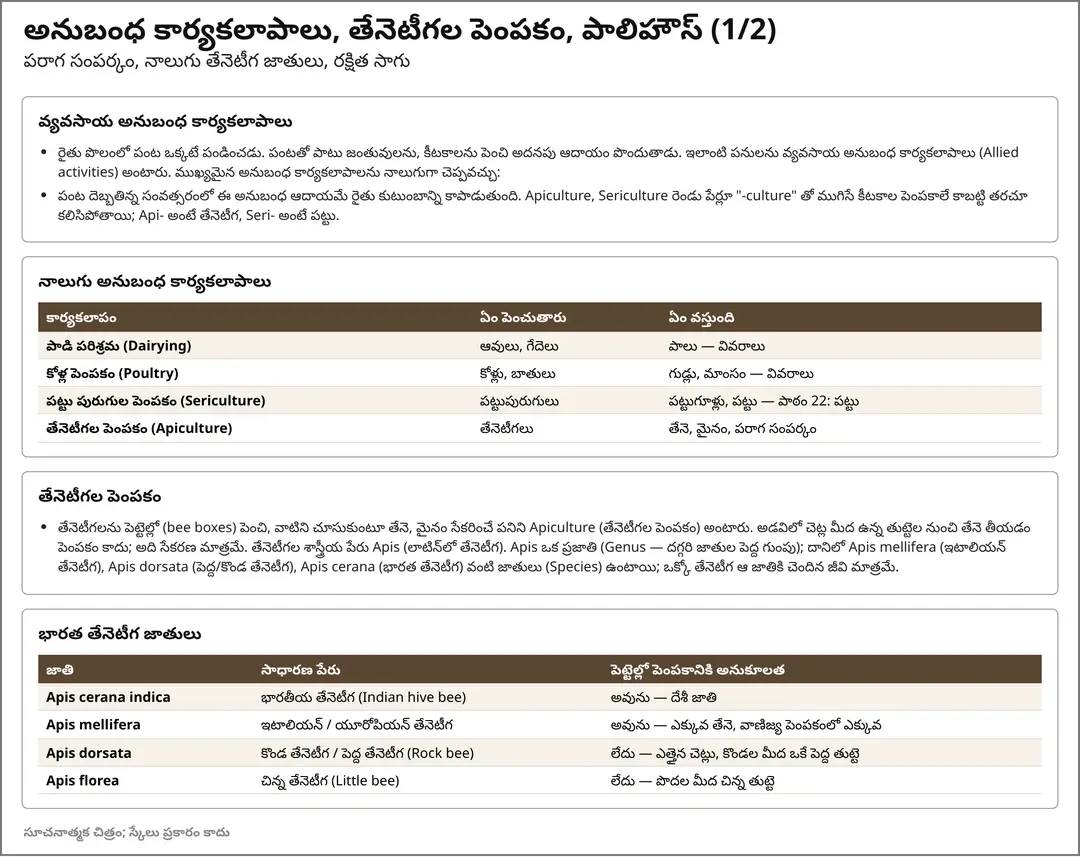 అనుబంధ కార్యకలాపాలు, తేనెటీగల పెంపకం, పాలిహౌస్ (1/2)
పరాగ సంపర్కం, నాలుగు తేనెటీగ జాతులు, రక్షిత సాగు
వ్యవసాయ అనుబంధ కార్యకలాపాలు
• రైతు పొలంలో పంట ఒక్కటే పండించడు. పంటతో పాటు జంతువులను, కీటకాలను పెంచి అదనపు ఆదాయం పొందుతాడు. ఇలాంటి పనులను వ్యవసాయ అనుబంధ కార్యకలాపాలు (Allied
activities) అంటారు. ముఖ్యమైన అనుబంధ కార్యకలాపాలను నాలుగుగా చెప్పవచ్చు:
• పంట దెబ్బతిన్న సంవత్సరంలో ఈ అనుబంధ ఆదాయమే రైతు కుటుంబాన్ని కాపాడుతుంది. Apiculture, Sericulture రెండు పేర్లూ "-culture" తో ముగిసే కీటకాల పెంపకాలే కాబట్టి తరచూ
కలిసిపోతాయి; Api- అంటే తేనెటీగ, Seri- అంటే పట్టు.
నాలుగు అనుబంధ కార్యకలాపాలు
కార్యకలాపం ఏం పెంచుతారు ఏం వస్తుంది
పాడి పరిశ్రమ (Dairying) ఆవులు, గేదెలు పాలు — వివరాలు
కోళ్ల పెంపకం (Poultry) కోళ్లు, బాతులు గుడ్లు, మాంసం — వివరాలు
పట్టు పురుగుల పెంపకం (Sericulture) పట్టుపురుగులు పట్టుగూళ్లు, పట్టు — పాఠం 22: పట్టు
తేనెటీగల పెంపకం (Apiculture) తేనెటీగలు తేనె, మైనం, పరాగ సంపర్కం
తేనెటీగల పెంపకం
• తేనెటీగలను పెట్టెల్లో (bee boxes) పెంచి, వాటిని చూసుకుంటూ తేనె, మైనం సేకరించే పనిని Apiculture (తేనెటీగల పెంపకం) అంటారు. అడవిలో చెట్ల మీద ఉన్న తుట్టెల నుంచి తేనె తీయడం
పెంపకం కాదు; అది సేకరణ మాత్రమే. తేనెటీగల శాస్త్రీయ పేరు Apis (లాటిన్‌లో తేనెటీగ). Apis ఒక ప్రజాతి (Genus — దగ్గరి జాతుల పెద్ద గుంపు); దానిలో Apis mellifera (ఇటాలియన్
తేనెటీగ), Apis dorsata (పెద్ద/కొండ తేనెటీగ), Apis cerana (భారత తేనెటీగ) వంటి జాతులు (Species) ఉంటాయి; ఒక్కో తేనెటీగ ఆ జాతికి చెందిన జీవి మాత్రమే.
భారత తేనెటీగ జాతులు
జాతి సాధారణ పేరు పెట్టెల్లో పెంపకానికి అనుకూలత
Apis cerana indica భారతీయ తేనెటీగ (Indian hive bee) అవును — దేశీ జాతి
Apis mellifera ఇటాలియన్ / యూరోపియన్ తేనెటీగ అవును — ఎక్కువ తేనె, వాణిజ్య పెంపకంలో ఎక్కువ
Apis dorsata కొండ తేనెటీగ / పెద్ద తేనెటీగ (Rock bee) లేదు — ఎత్తైన చెట్లు, కొండల మీద ఒకే పెద్ద తుట్టె
Apis florea చిన్న తేనెటీగ (Little bee) లేదు — పొదల మీద చిన్న తుట్టె
సూచనాత్మక చిత్రం; స్కేలు ప్రకారం కాదు